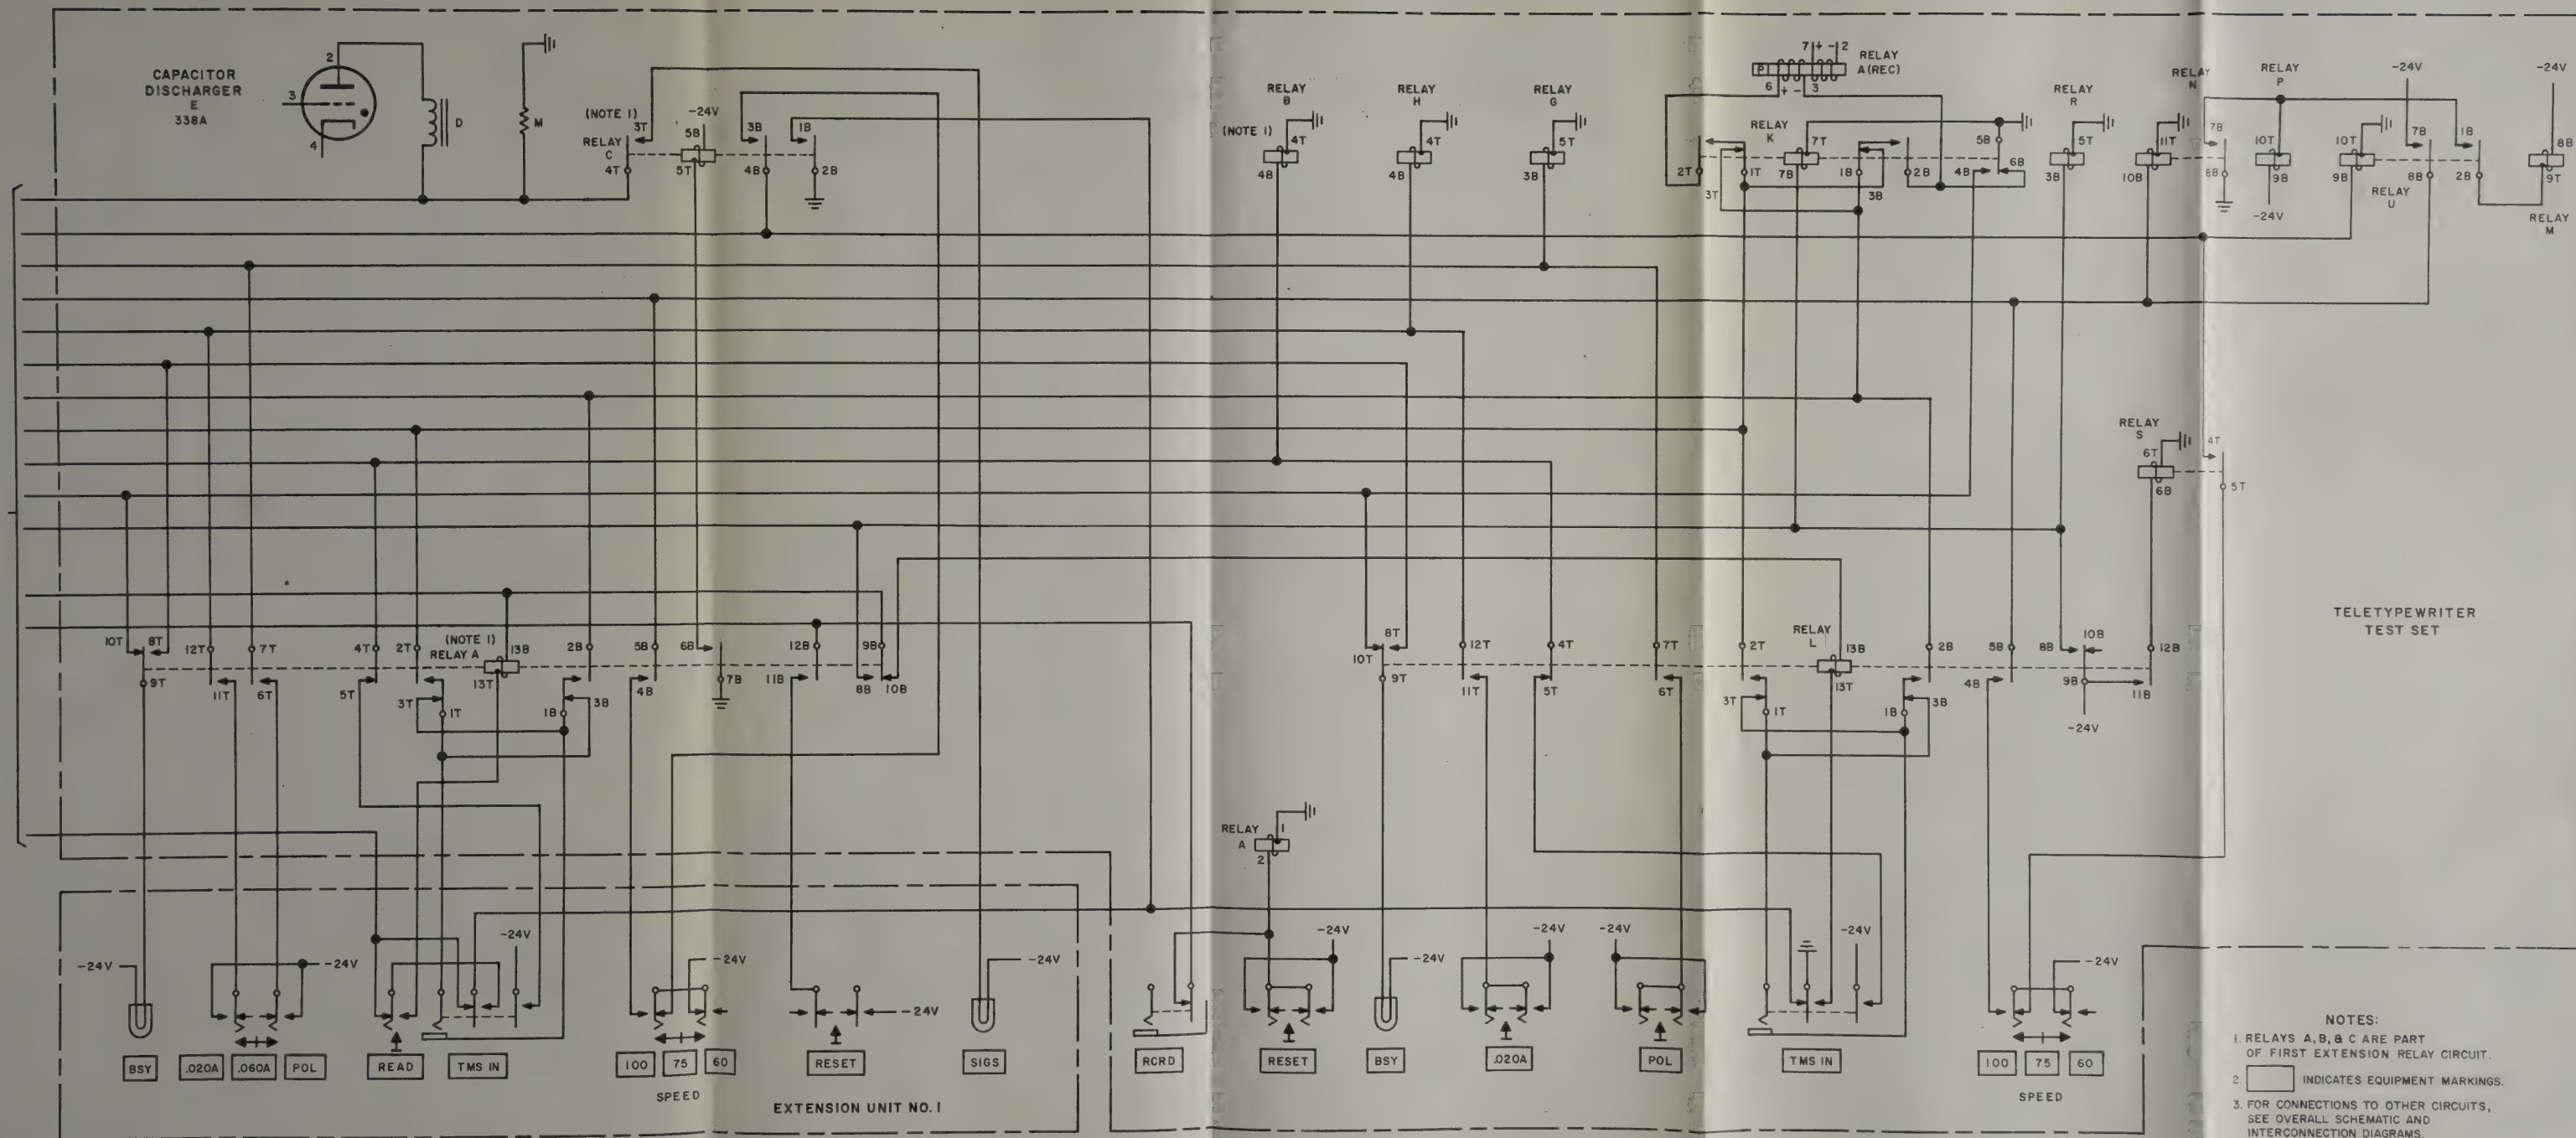 CAPACITOR
DISCHARGER
E
338A
2
3
4
D
M
(NOTE 1)
RELAY
C
3T
4T
-24V
5B
5T
3B
4B
1B
2B
RELAY
B
(NOTE 1)
4T
4B
RELAY
H
4T
4B
RELAY
G
5T
3B
7 + - 2
RELAY
A (REC)
P
6 + - 3
RELAY
K
2T
3T
1T
7T
7B
1B
3B
2B
5B
4B
6B
RELAY
R
5T
3B
RELAY
N
11T
10B
7B
8B
RELAY
P
10T
9B
-24V
10T
9B
RELAY
U
-24V
7B
8B
1B
2B
-24V
8B
9T
RELAY
M
RELAY
S
6T
6B
4T
5T
TELETYPEWRITER
TEST SET
10T
8T
9T
12T
11T
7T
6T
4T
5T
2T
3T
1T
(NOTE 1)
RELAY A
13B
13T
2B
1B
3B
5B
4B
6B
7B
12B
11B
9B
8B
10B
8T
10T
9T
12T
11T
4T
5T
7T
6T
2T
3T
1T
RELAY
L
13B
13T
2B
1B
3B
5B
4B
8B
10B
9B
-24V
12B
11B
RELAY
A
1
2
-24V
-24V
-24V
-24V
-24V
-24V
-24V
-24V
-24V
-24V
-24V
-24V
-24V
BSY
.020A
.060A
POL
READ
TMS IN
100
75
60
SPEED
RESET
SIGS
EXTENSION UNIT NO. 1
RCRD
RESET
BSY
.020A
POL
TMS IN
100
75
60
SPEED
NOTES:
1. RELAYS A, B, & C ARE PART
OF FIRST EXTENSION RELAY CIRCUIT.
2. INDICATES EQUIPMENT MARKINGS.
3. FOR CONNECTIONS TO OTHER CIRCUITS,
SEE OVERALL SCHEMATIC AND
INTERCONNECTION DIAGRAMS.